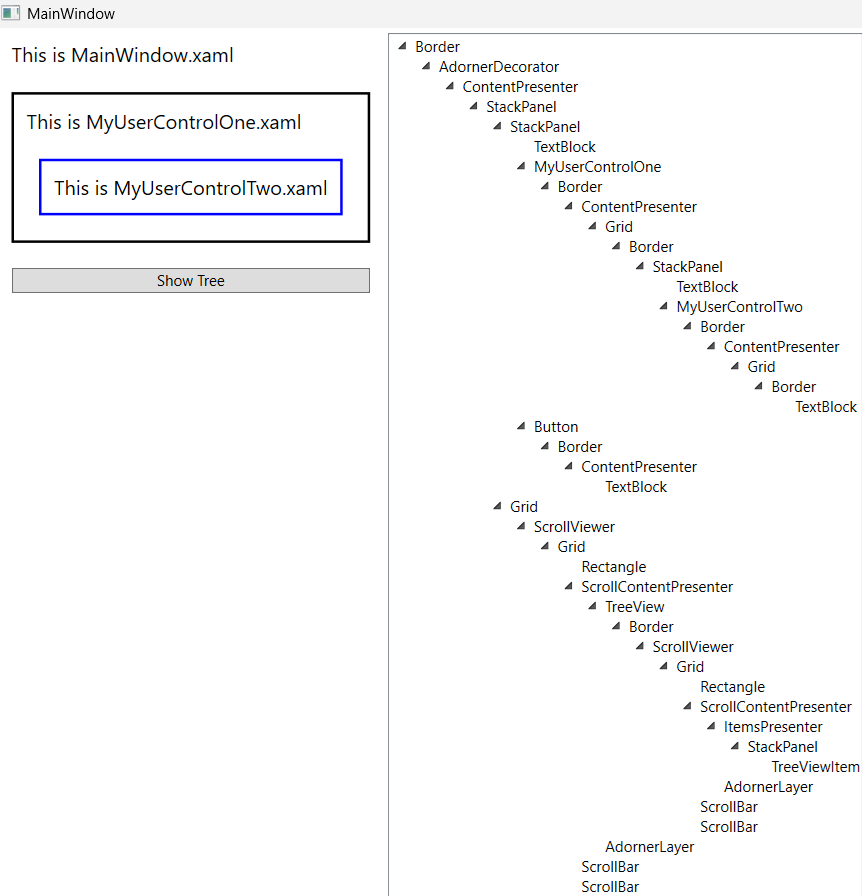 MainWindow
This is MainWindow.xaml
This is MyUserControlOne.xaml
This is MyUserControlTwo.xaml
Show Tree
Border
AdornerDecorator
ContentPresenter
StackPanel
StackPanel
TextBlock
MyUserControlOne
Border
ContentPresenter
Grid
Border
StackPanel
TextBlock
MyUserControlTwo
Border
ContentPresenter
Grid
Border
TextBlock
Button
Border
ContentPresenter
TextBlock
Grid
ScrollViewer
Grid
Rectangle
ScrollContentPresenter
TreeView
Border
ScrollViewer
Grid
Rectangle
ScrollContentPresenter
ItemsPresenter
StackPanel
TreeViewItem
AdornerLayer
ScrollBar
ScrollBar
AdornerLayer
ScrollBar
ScrollBar